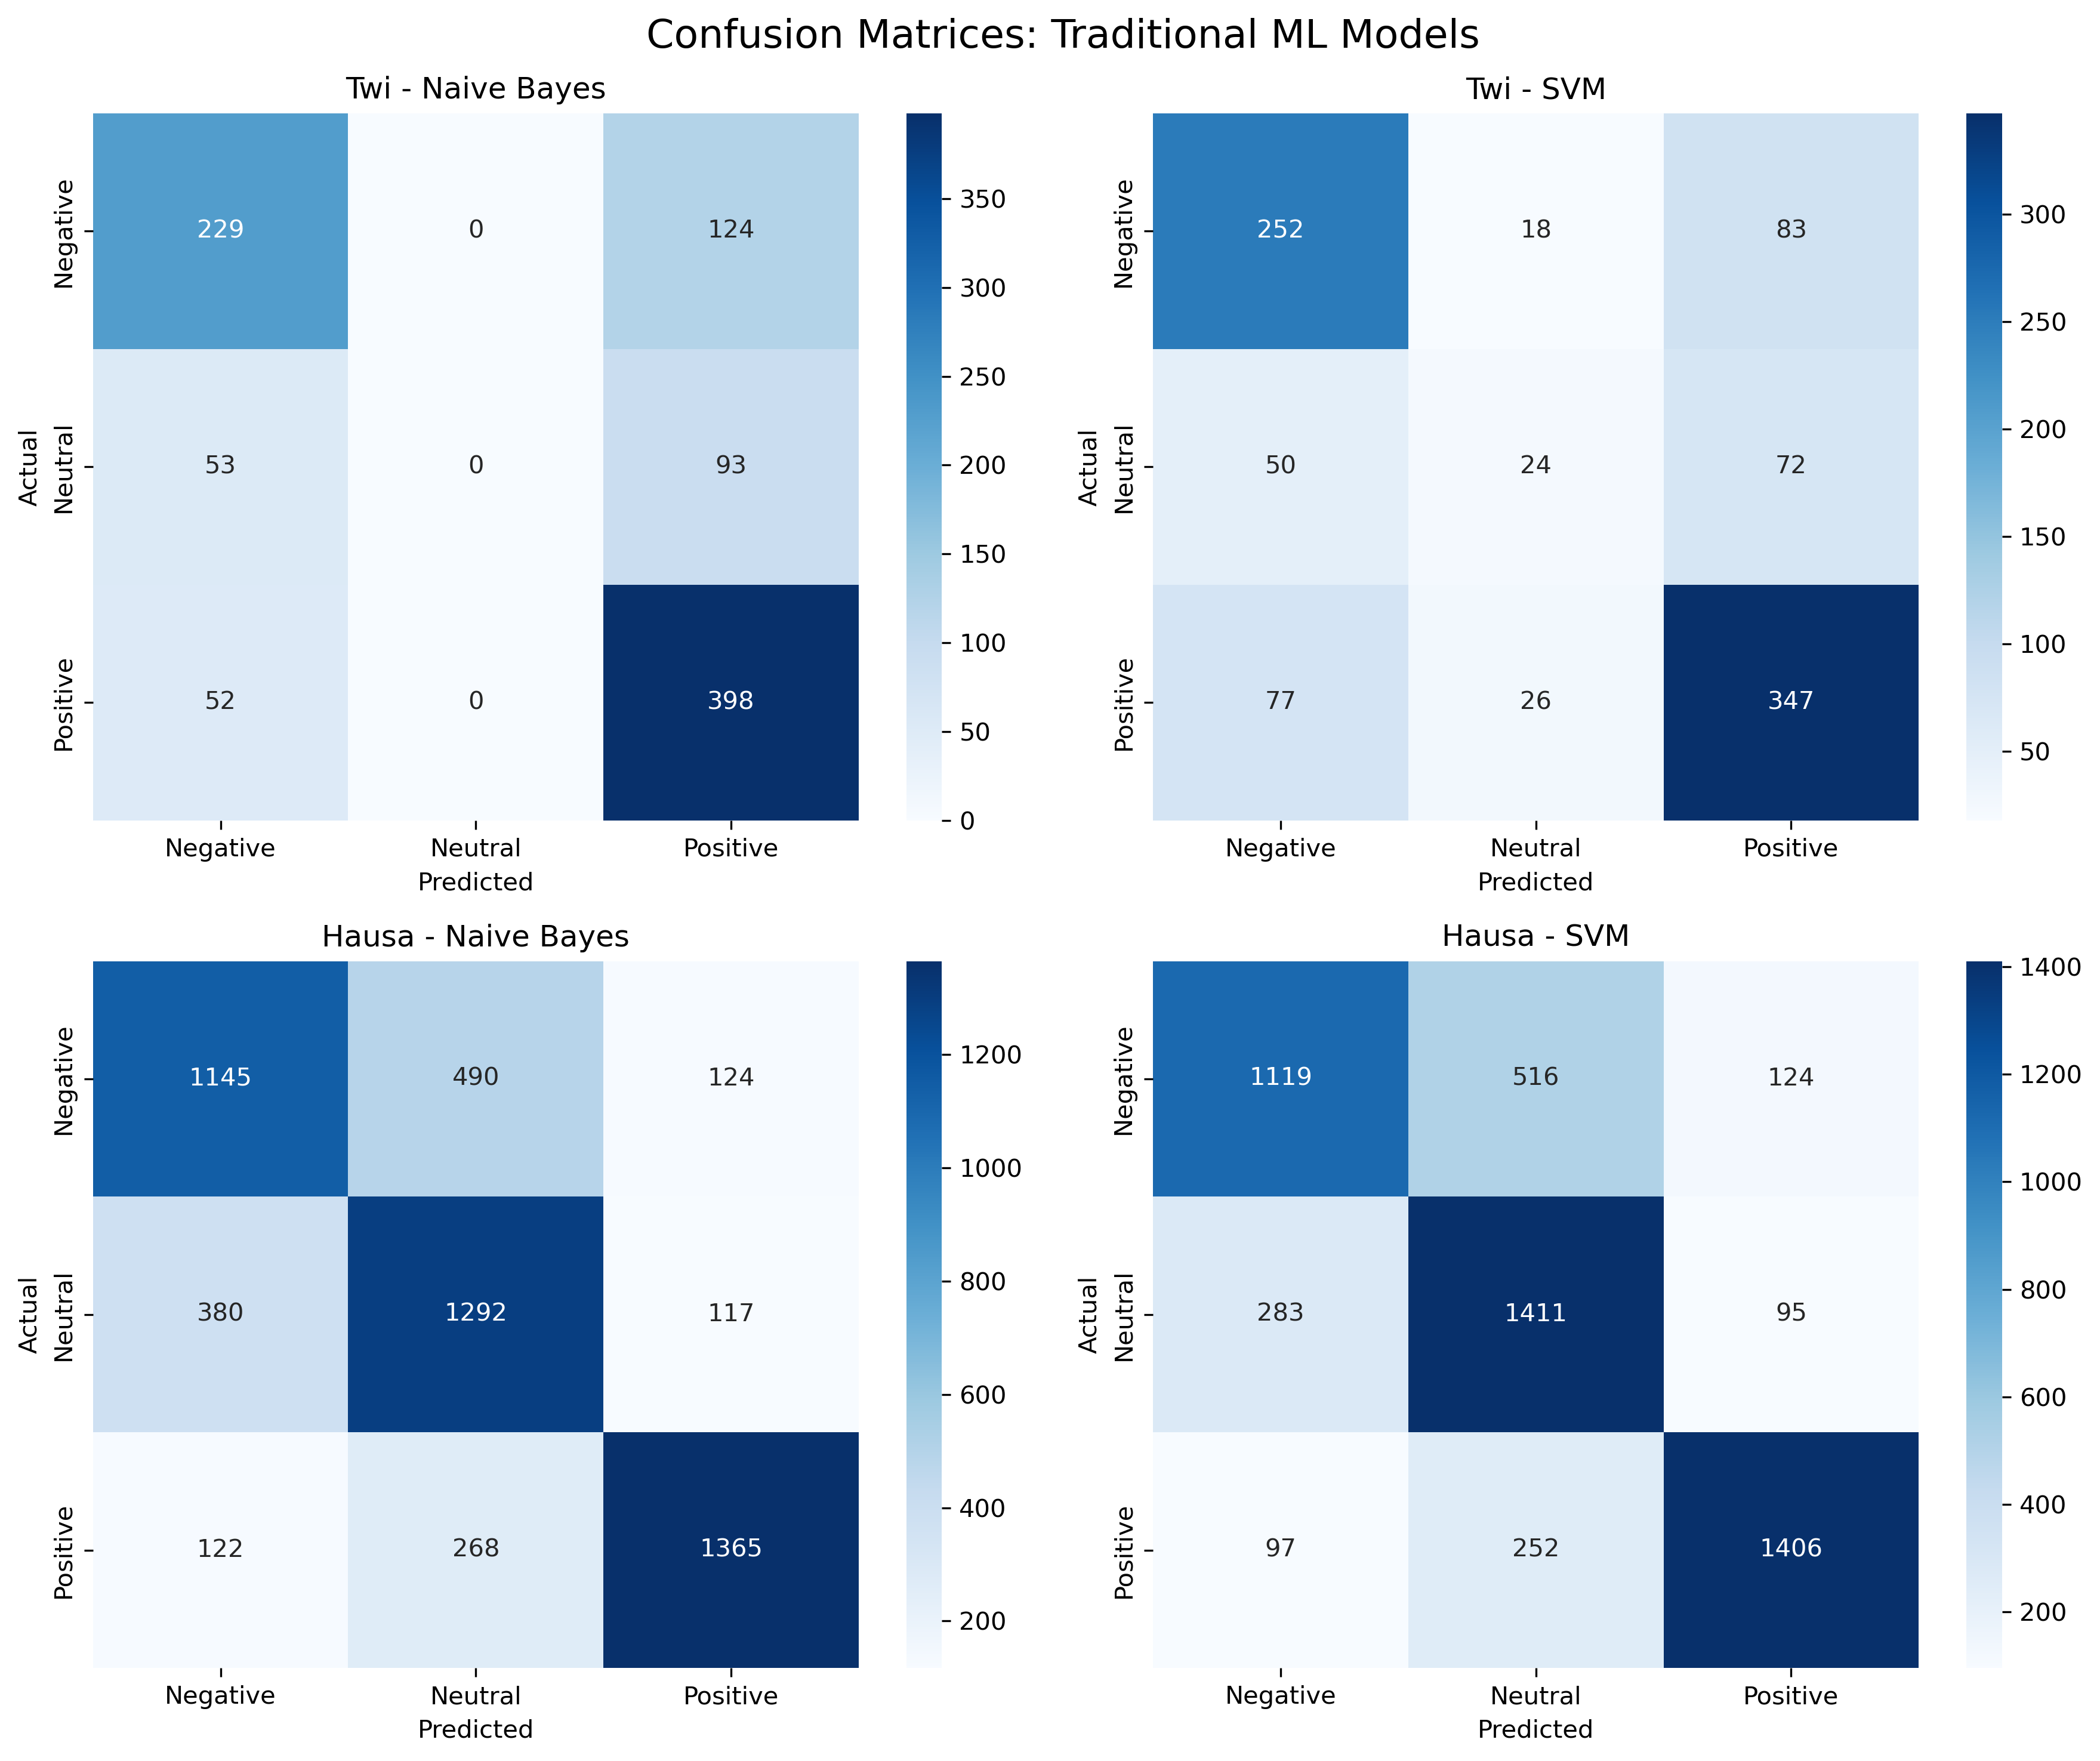 Confusion Matrices: Traditional ML Models
Twi - Naive Bayes
Actual
Negative
Neutral
Positive
229 0 124
53 0 93
52 0 398
Negative Neutral Positive
Predicted
350
300
250
200
150
100
50
0
Twi - SVM
Actual
Negative
Neutral
Positive
252 18 83
50 24 72
77 26 347
Negative Neutral Positive
Predicted
300
250
200
150
100
50
Hausa - Naive Bayes
Actual
Negative
Neutral
Positive
1145 490 124
380 1292 117
122 268 1365
Negative Neutral Positive
Predicted
1200
1000
800
600
400
200
Hausa - SVM
Actual
Negative
Neutral
Positive
1119 516 124
283 1411 95
97 252 1406
Negative Neutral Positive
Predicted
1400
1200
1000
800
600
400
200